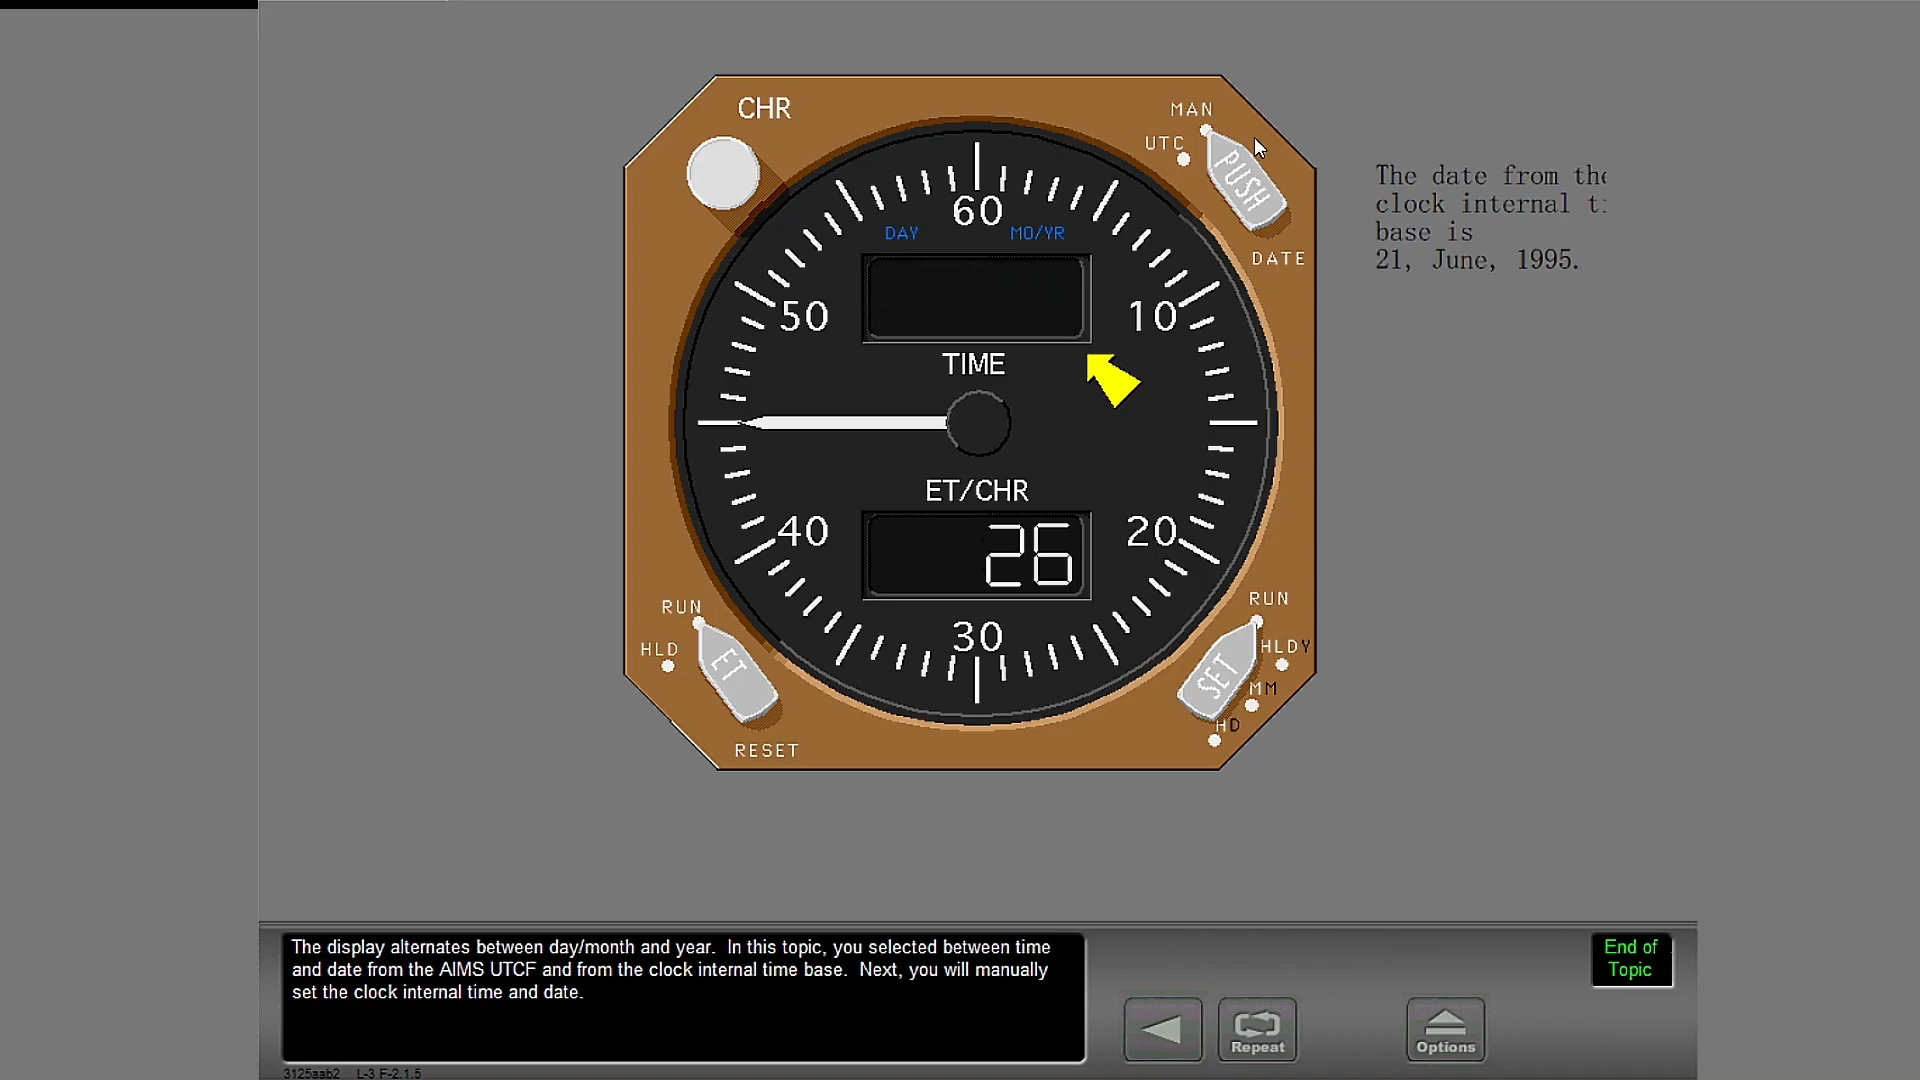 CHR
MAN
UTC
PUSH
DATE
60
DAY
MO/YR
50
10
TIME
ET/CHR
40
20
26
30
RUN
HLD
ET
RESET
RUN
HLDY
SET
MM
HD
The date from the
clock internal
base is
21, June, 1995.
The display alternates between day/month and year. In this topic, you selected between time
and date from the AIMS UTCF and from the clock internal time base. Next, you will manually
set the clock internal time and date.
End of
Topic
Repeat
Options
3125aab2 L-3 F-2.1.5